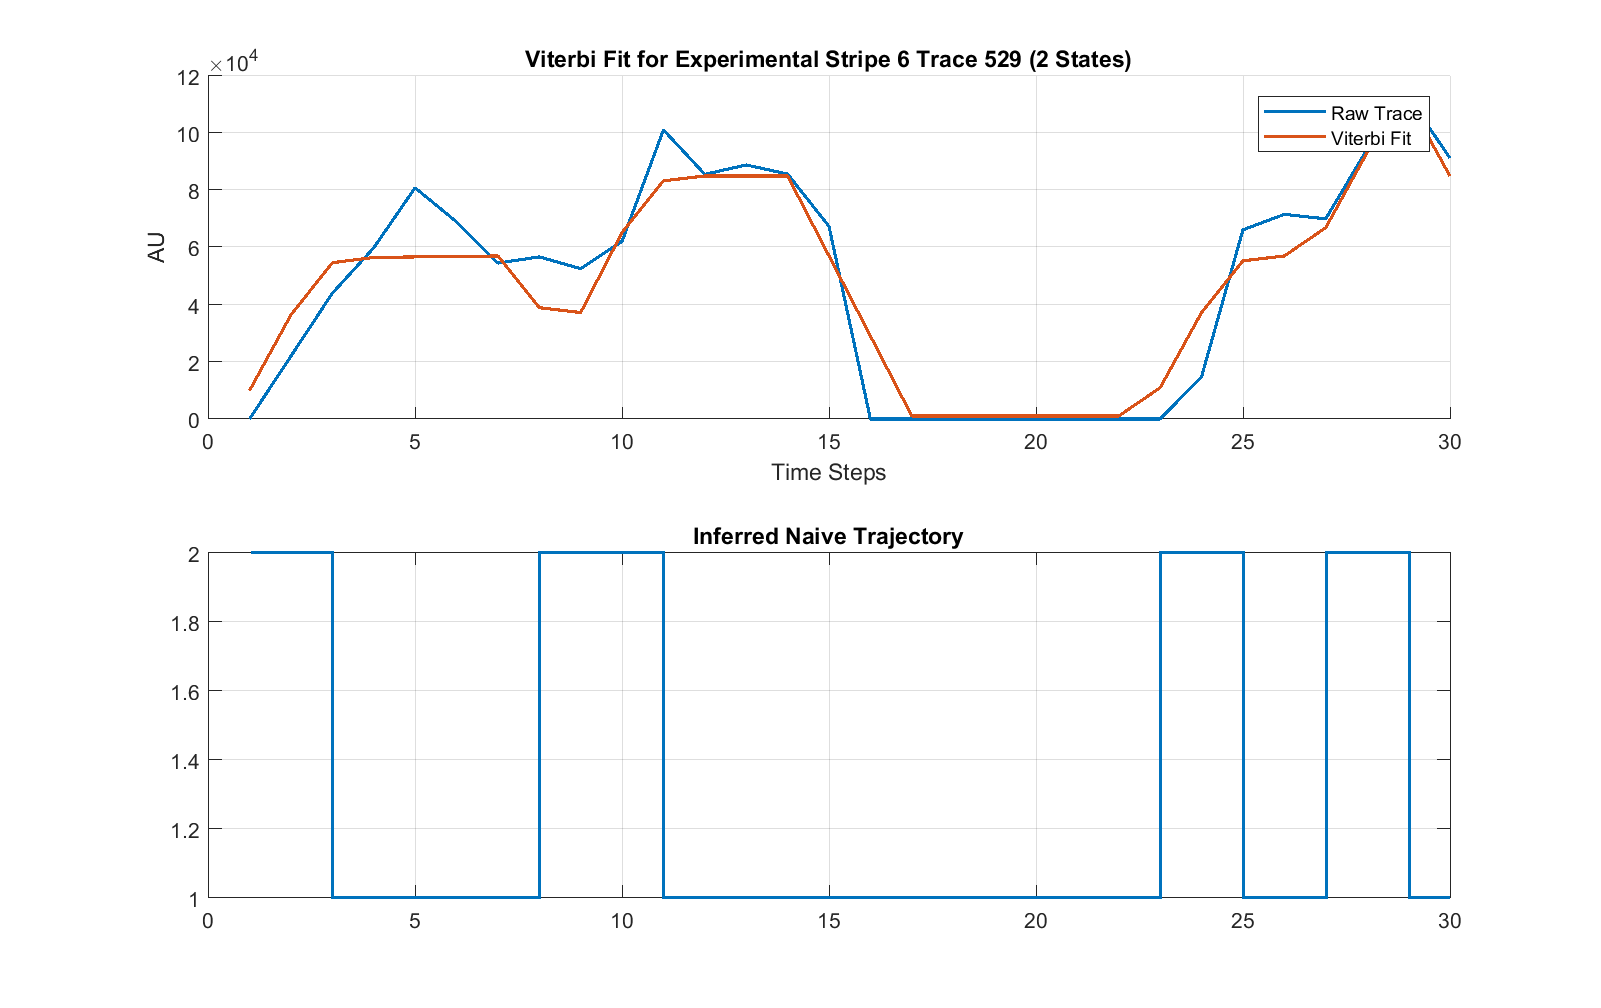 Viterbi Fit for Experimental Stripe 6 Trace 529 (2 States)
×10^4
12
10
8
6
4
2
0
AU
Raw Trace
Viterbi Fit
0 5 10 15 20 25 30
Time Steps
Inferred Naive Trajectory
2
1.8
1.6
1.4
1.2
1
0 5 10 15 20 25 30